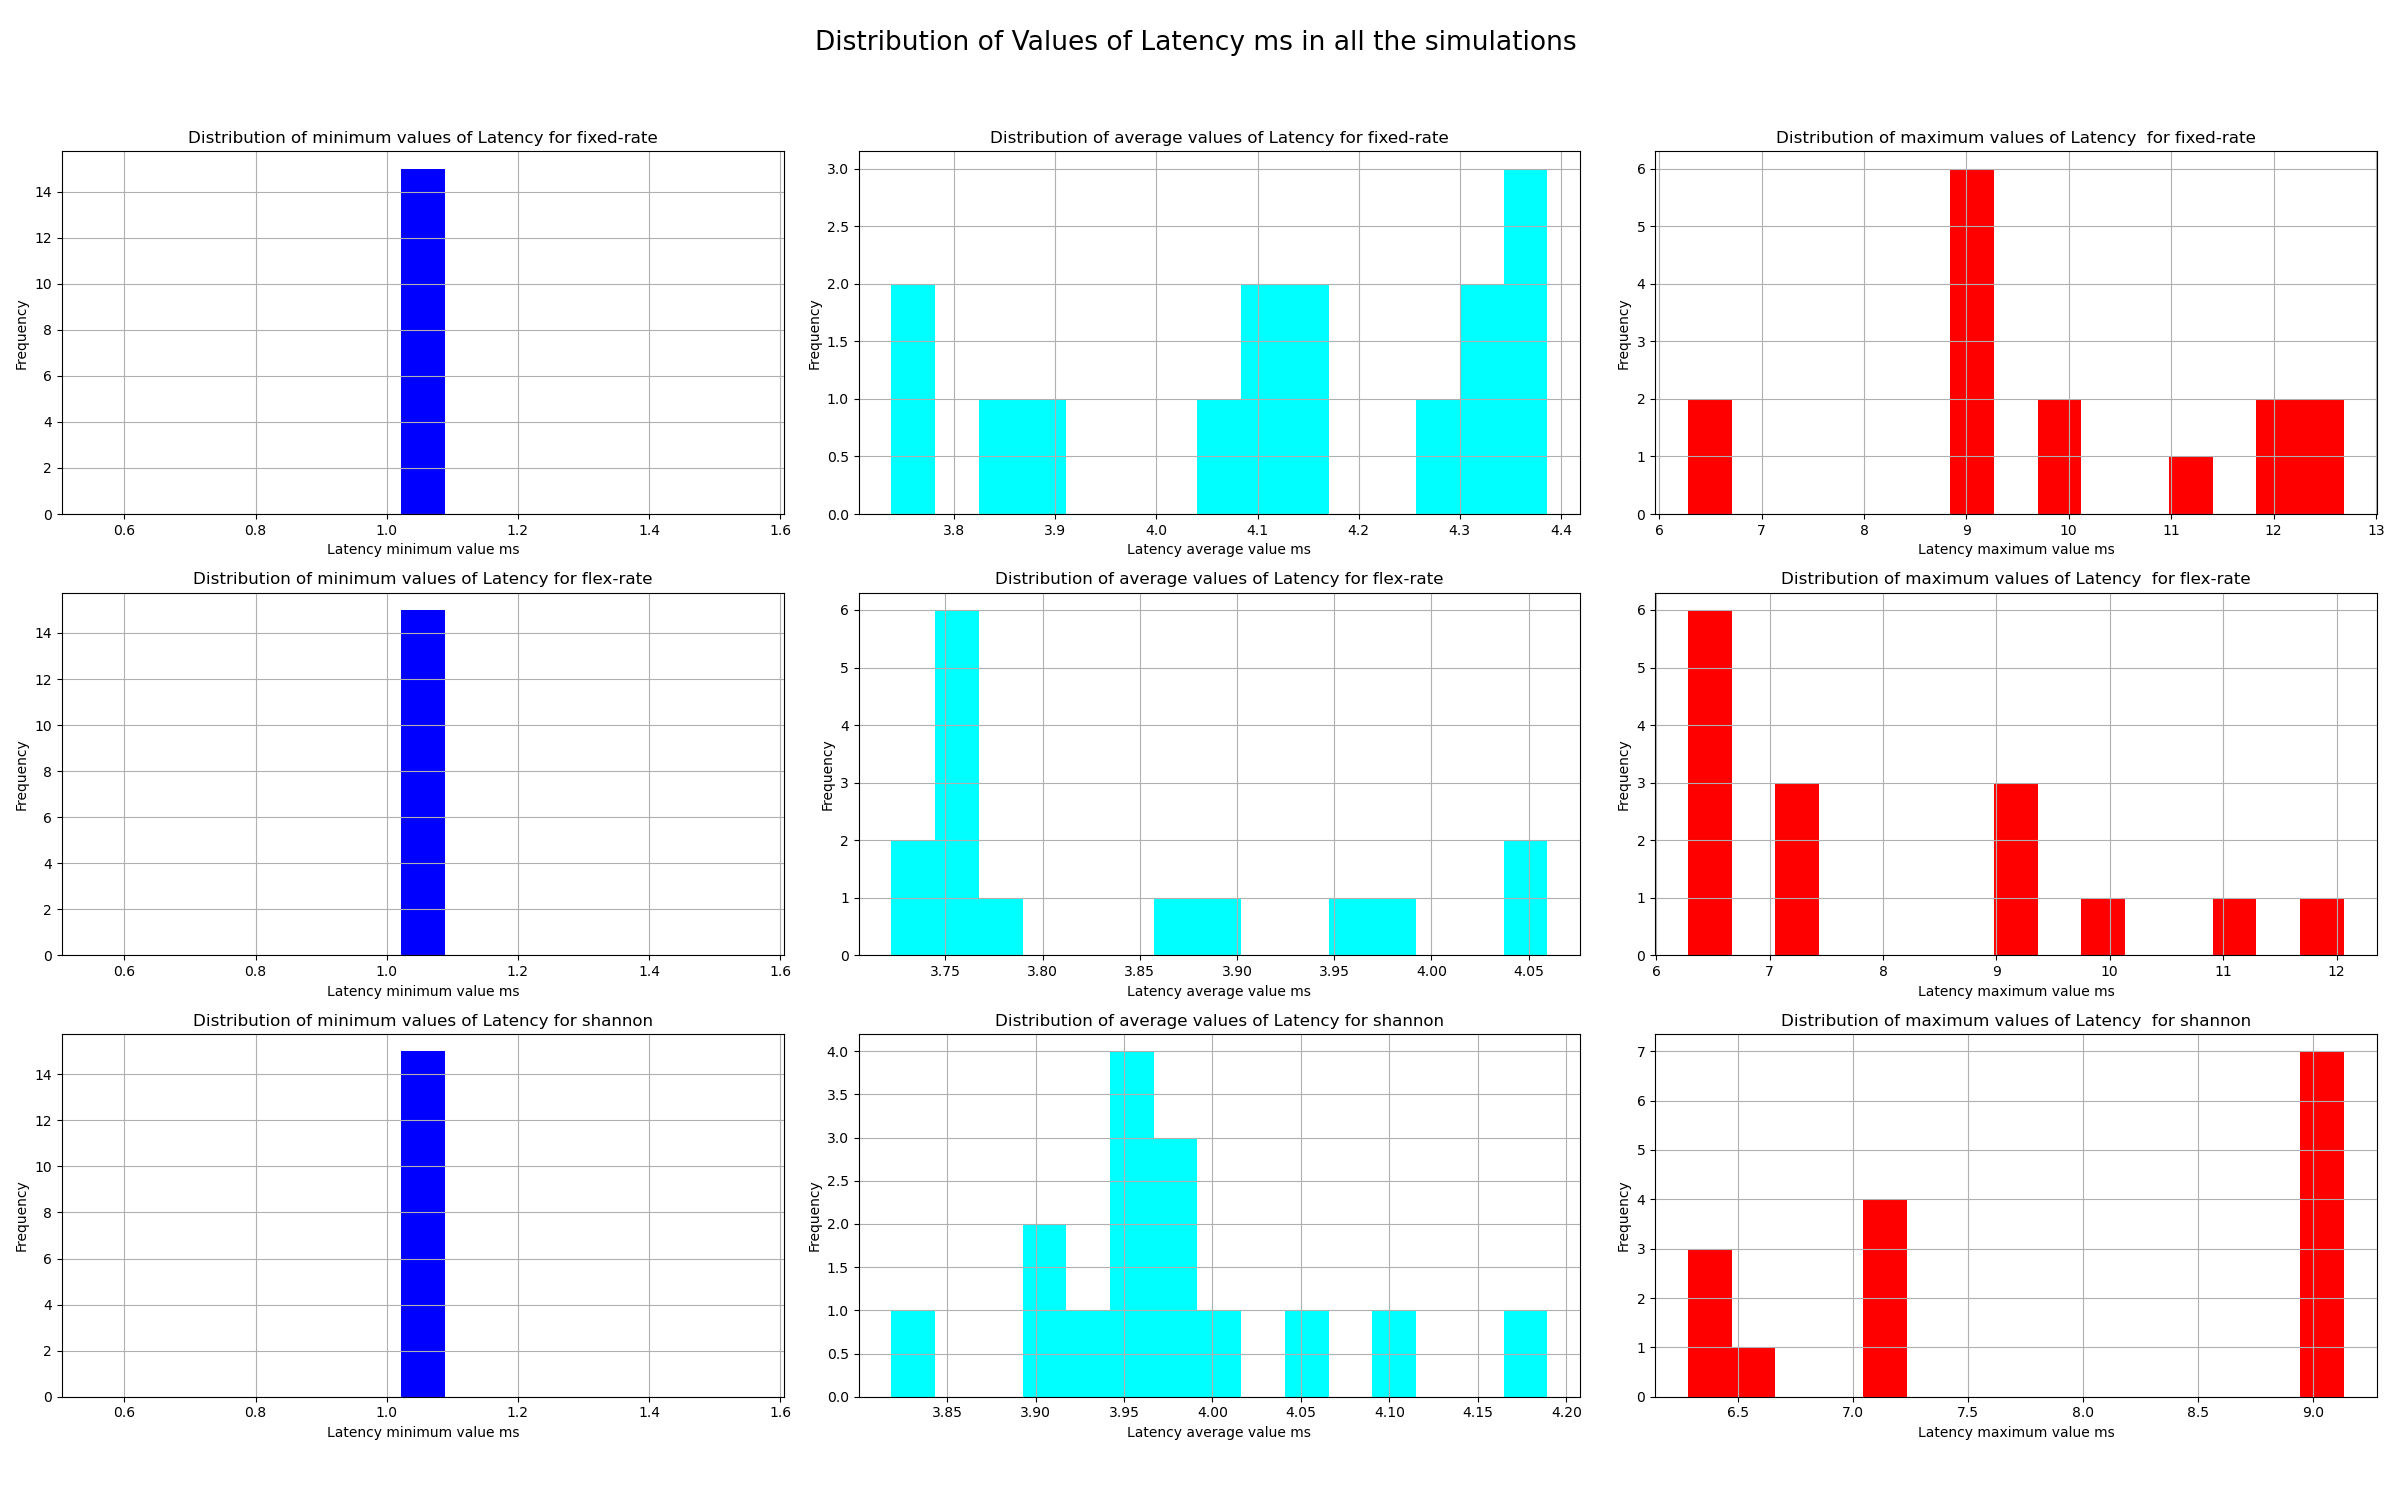 Distribution of Values of Latency ms in all the simulations
Distribution of minimum values of Latency for fixed-rate
Frequency
14
12
10
8
6
4
2
0
0.6 0.8 1.0 1.2 1.4 1.6
Latency minimum value ms
Distribution of average values of Latency for fixed-rate
Frequency
3.0
2.5
2.0
1.5
1.0
0.5
0.0
3.8 3.9 4.0 4.1 4.2 4.3 4.4
Latency average value ms
Distribution of maximum values of Latency  for fixed-rate
Frequency
6
5
4
3
2
1
0
6 7 8 9 10 11 12 13
Latency maximum value ms
Distribution of minimum values of Latency for flex-rate
Frequency
14
12
10
8
6
4
2
0
0.6 0.8 1.0 1.2 1.4 1.6
Latency minimum value ms
Distribution of average values of Latency for flex-rate
Frequency
6
5
4
3
2
1
0
3.75 3.80 3.85 3.90 3.95 4.00 4.05
Latency average value ms
Distribution of maximum values of Latency  for flex-rate
Frequency
6
5
4
3
2
1
0
6 7 8 9 10 11 12
Latency maximum value ms
Distribution of minimum values of Latency for shannon
Frequency
14
12
10
8
6
4
2
0
0.6 0.8 1.0 1.2 1.4 1.6
Latency minimum value ms
Distribution of average values of Latency for shannon
Frequency
4.0
3.5
3.0
2.5
2.0
1.5
1.0
0.5
0.0
3.85 3.90 3.95 4.00 4.05 4.10 4.15 4.20
Latency average value ms
Distribution of maximum values of Latency  for shannon
Frequency
7
6
5
4
3
2
1
0
6.5 7.0 7.5 8.0 8.5 9.0
Latency maximum value ms